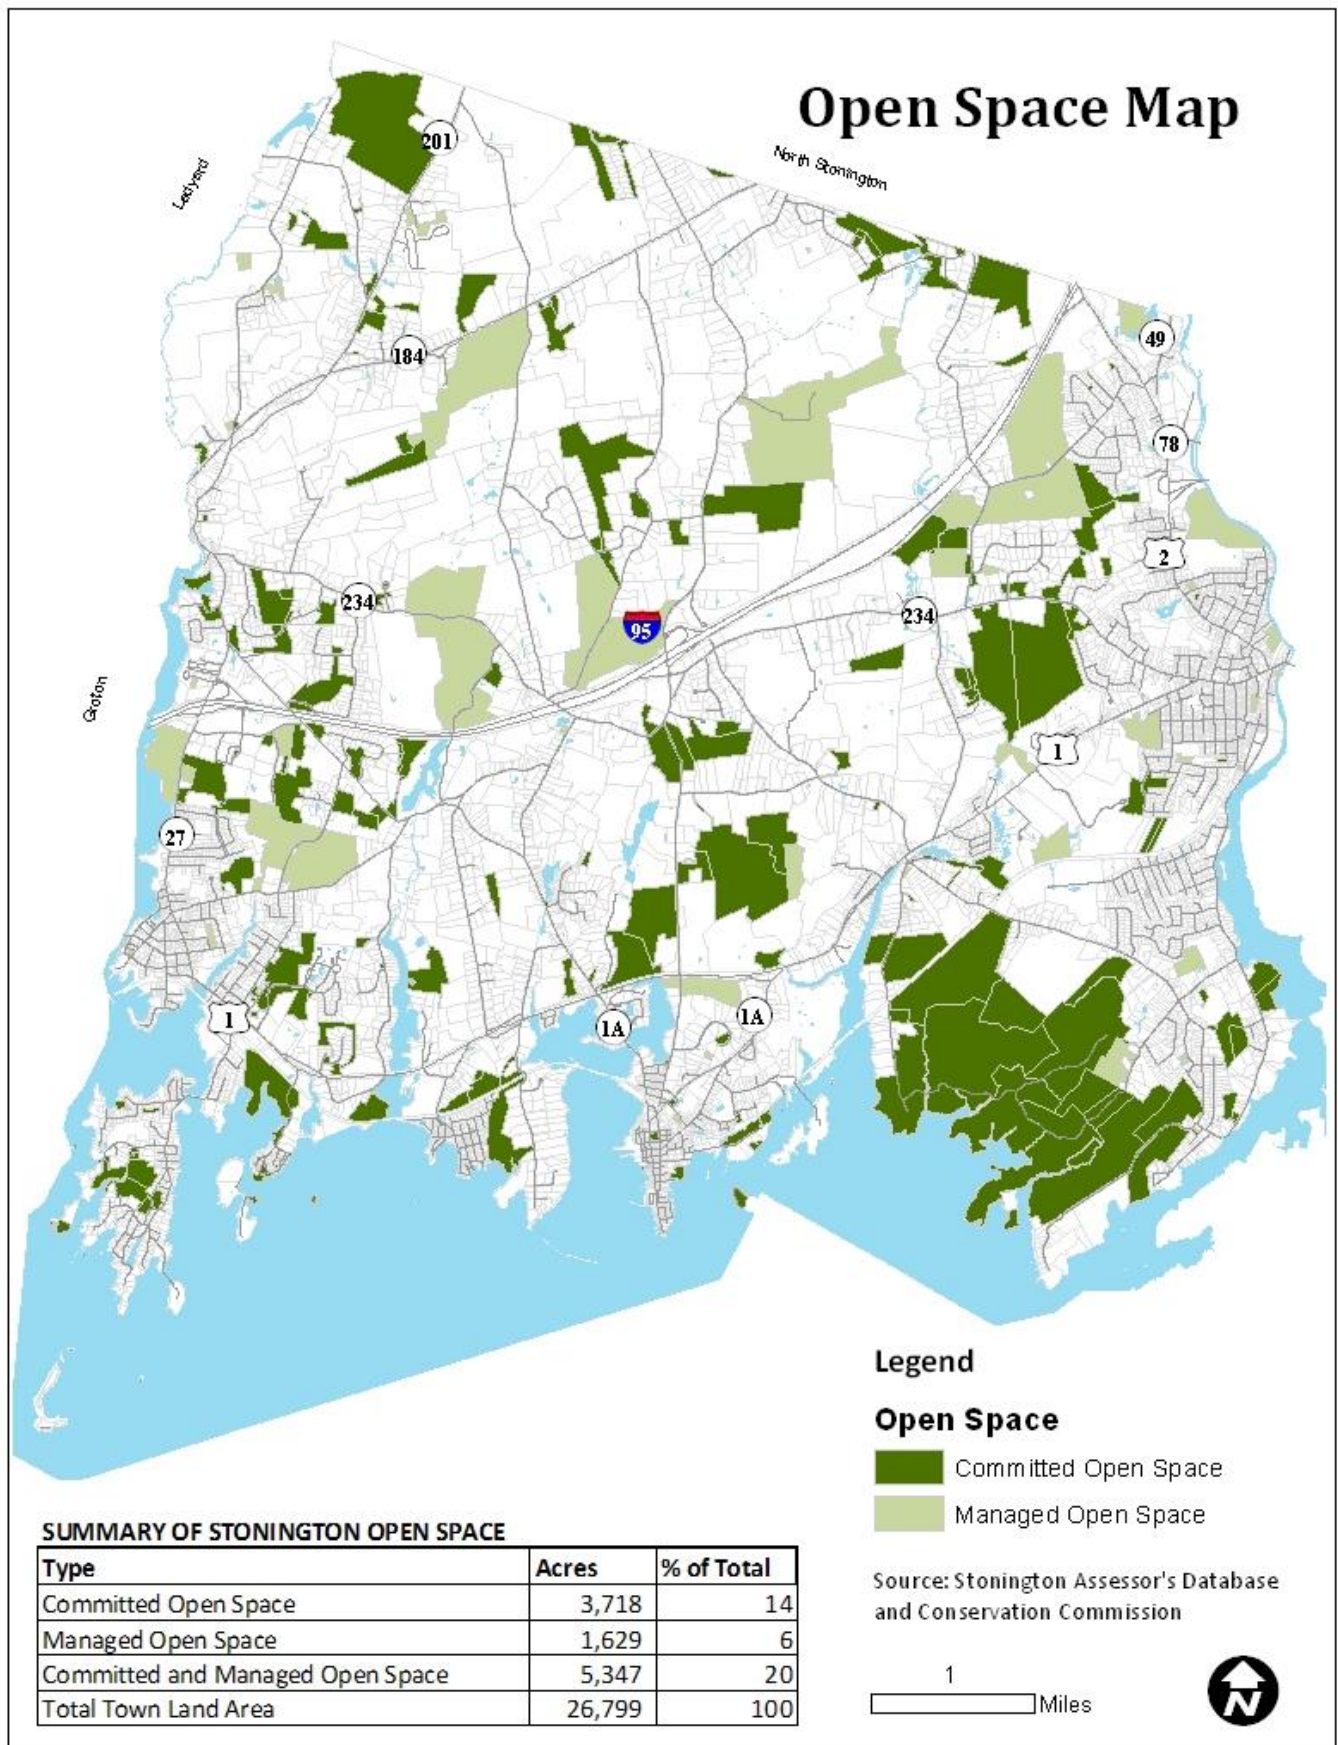 Open Space Map
North Stonington
Ledyard
201
184
49
78
2
234
95
234
Groton
1
27
1
1A
1A
Legend
Open Space
Committed Open Space
Managed Open Space
SUMMARY OF STONINGTON OPEN SPACE
Type Acres % of Total
Committed Open Space 3,718 14
Managed Open Space 1,629 6
Committed and Managed Open Space 5,347 20
Total Town Land Area 26,799 100
Source: Stonington Assessor's Database
and Conservation Commission
1
Miles
N